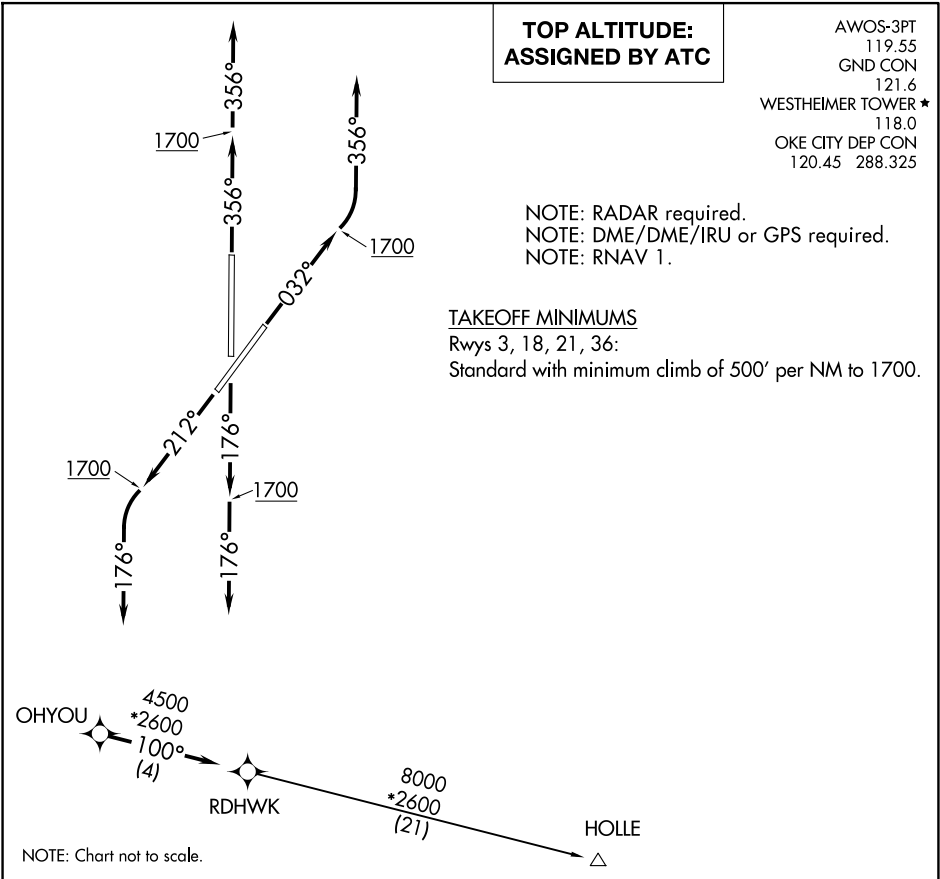 TOP ALTITUDE:
ASSIGNED BY ATC
AWOS-3PT
119.55
GND CON
121.6
WESTHEIMER TOWER ★
118.0
OKE CITY DEP CON
120.45 288.325
NOTE: RADAR required.
NOTE: DME/DME/IRU or GPS required.
NOTE: RNAV 1.
TAKEOFF MINIMUMS
Rwys 3, 18, 21, 36:
Standard with minimum climb of 500' per NM to 1700.
356°
1700
356°
356°
1700
032°
212°
1700
176°
176°
1700
176°
OHYOU
4500
*2600
100°
(4)
RDHWK
8000
*2600
(21)
HOLLE
NOTE: Chart not to scale.